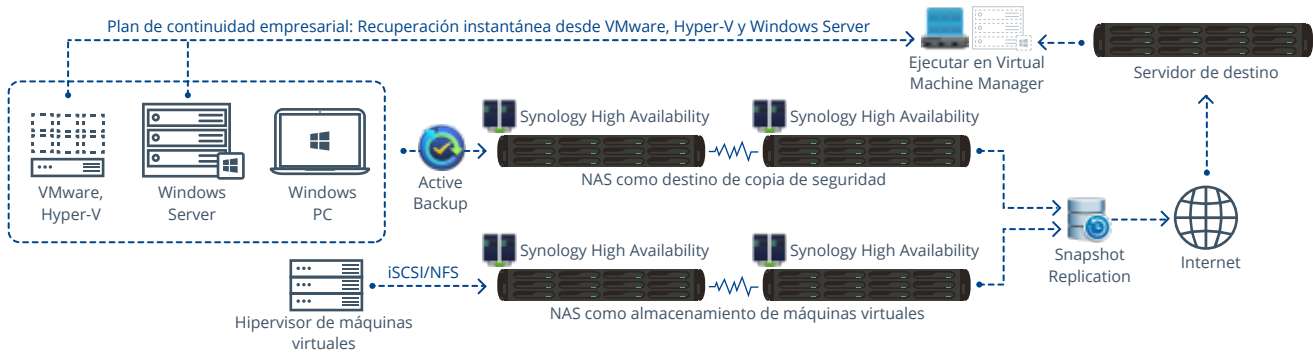 Plan de continuidad empresarial: Recuperación instantánea desde VMware, Hyper-V y Windows Server
Ejecutar en Virtual
Machine Manager
Servidor de destino
VMware,
Hyper-V
Windows
Server
Windows
PC
Active
Backup
Synology High Availability
Synology High Availability
NAS como destino de copia de seguridad
Hipervisor de máquinas
virtuales
iSCSI/NFS
Synology High Availability
Synology High Availability
NAS como almacenamiento de máquinas virtuales
Snapshot
Replication
Internet